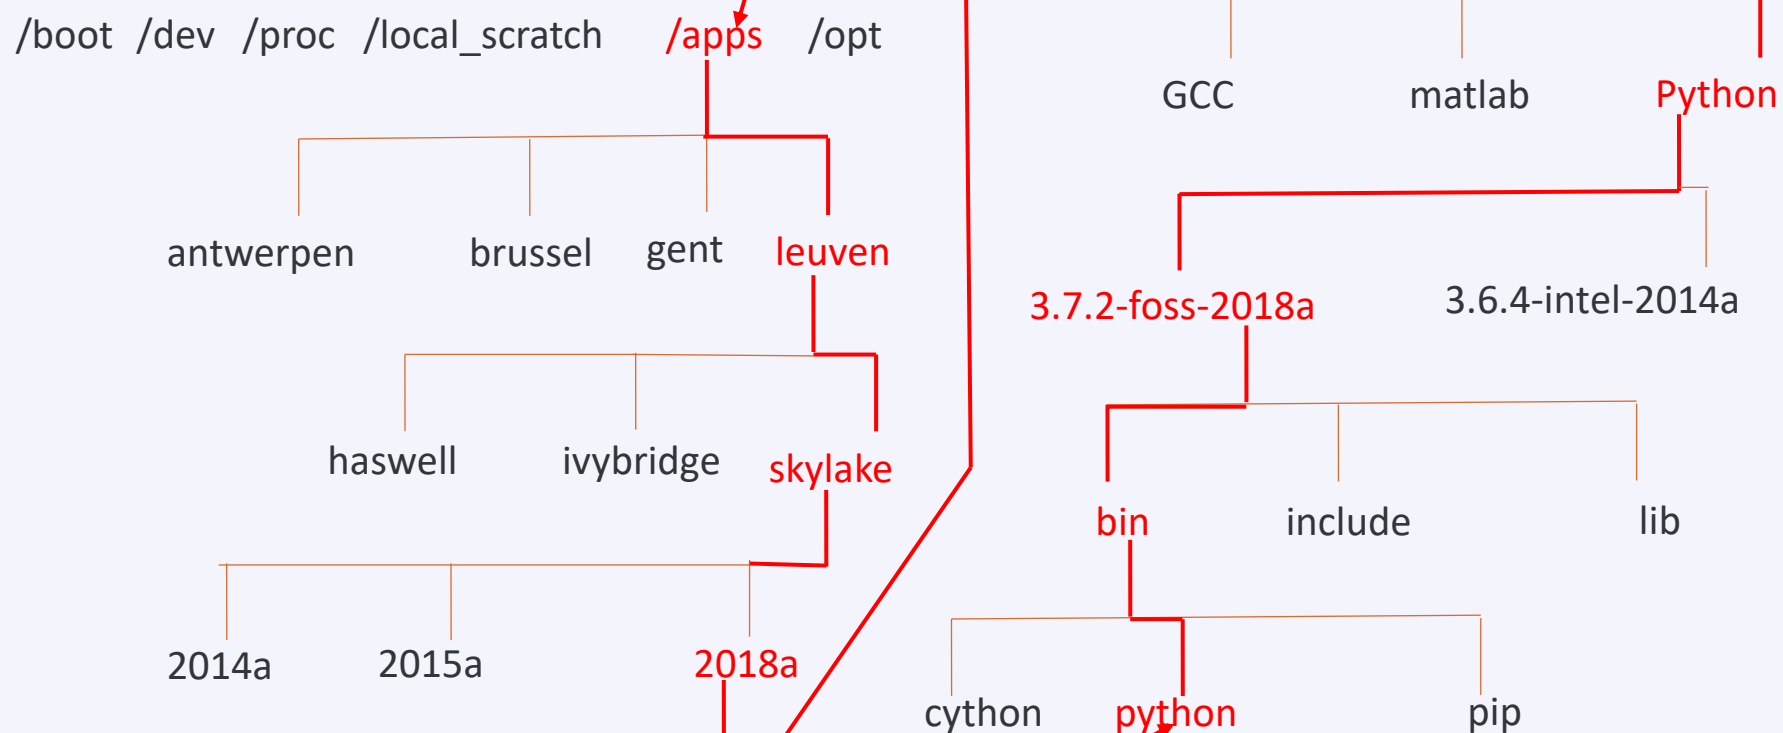 /boot /dev /proc /local_scratch /apps /opt
antwerpen brussel gent leuven
haswell ivybridge skylake
2014a 2015a 2018a
GCC matlab Python
3.7.2-foss-2018a 3.6.4-intel-2014a
bin include lib
cython python pip